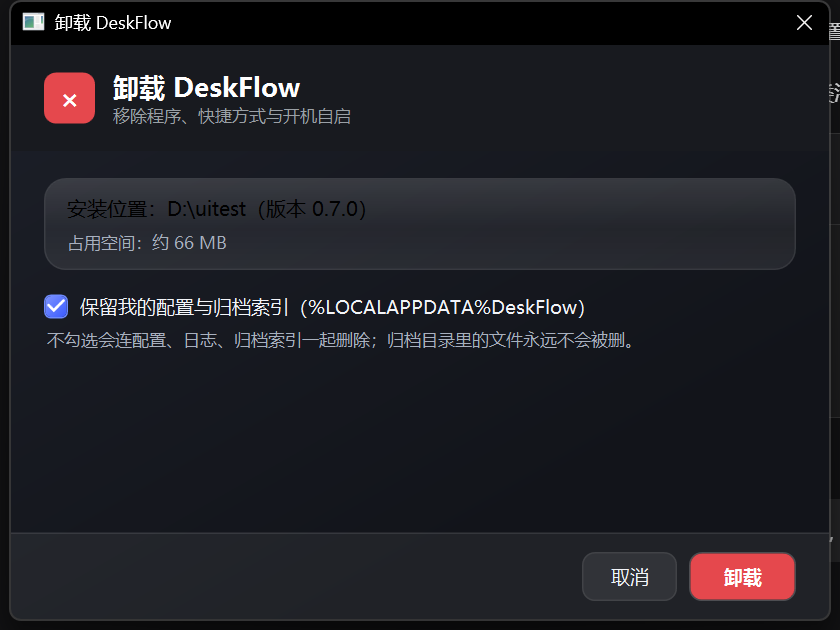 卸载 DeskFlow
卸载 DeskFlow
移除程序、快捷方式与开机自启
安装位置：D:\uitest（版本 0.7.0）
占用空间：约 66 MB
保留我的配置与归档索引（%LOCALAPPDATA%DeskFlow）
不勾选会连配置、日志、归档索引一起删除；归档目录里的文件永远不会被删。
取消
卸载